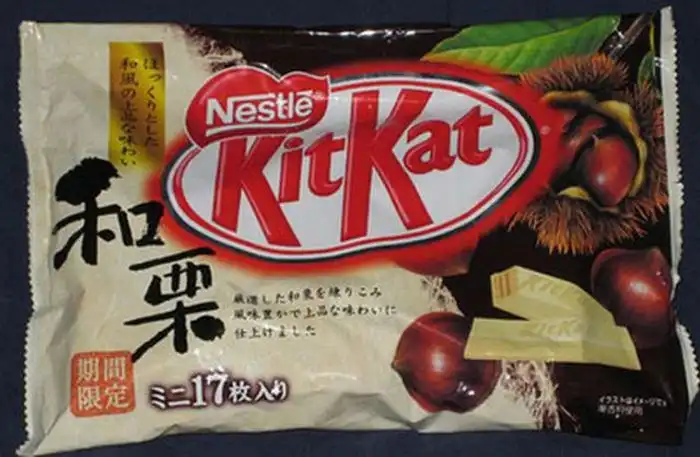 ほっくりとした
和風の上品な味わい
Nestlé®
KitKat
和栗
厳選した和栗を練りこみ
風味豊かで上品な味わいに
仕上げました
期間
限定
ミニ17枚入り
KitKat
KitKat
イラストはイメージです